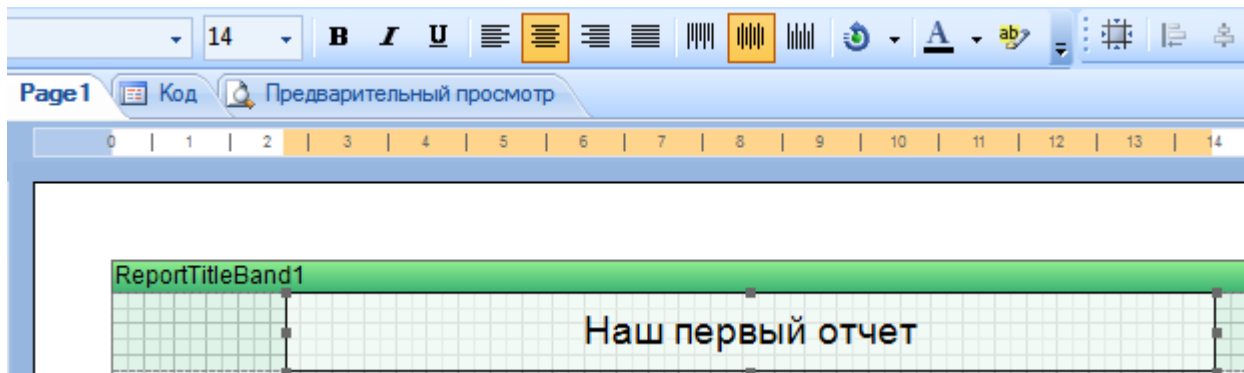 14 B I U A ab
Page1 Код Предварительный просмотр
0 1 2 3 4 5 6 7 8 9 10 11 12 13 14
ReportTitleBand1
Наш первый отчет